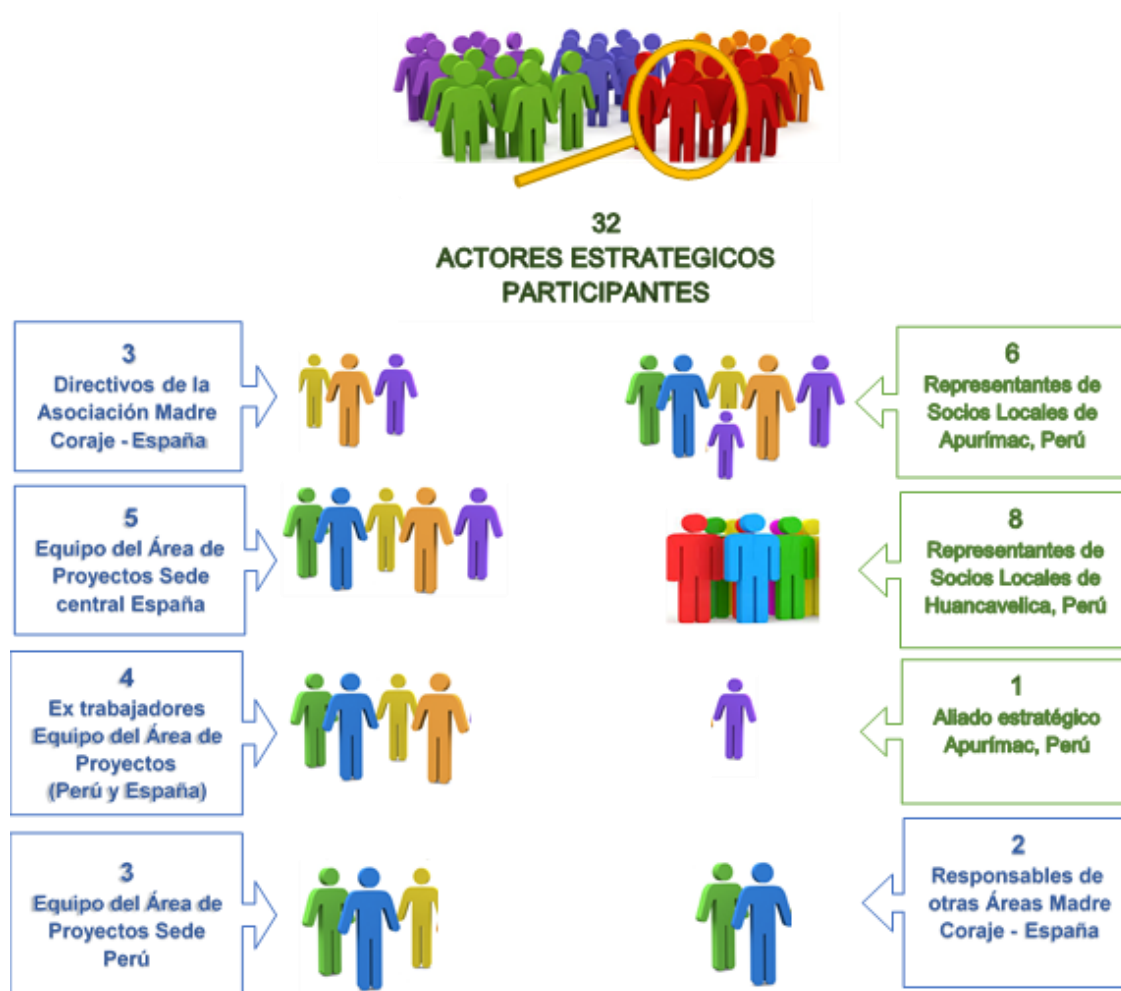 32
ACTORES ESTRATEGICOS
PARTICIPANTES
3
Directivos de la
Asociación Madre
Coraje - España
5
Equipo del Área de
Proyectos Sede
central España
4
Ex trabajadores
Equipo del Área de
Proyectos
(Perú y España)
3
Equipo del Área de
Proyectos Sede
Perú
6
Representantes de
Socios Locales de
Apurímac, Perú
8
Representantes de
Socios Locales de
Huancavelica, Perú
1
Aliado estratégico
Apurímac, Perú
2
Responsables de
otras Áreas Madre
Coraje - España